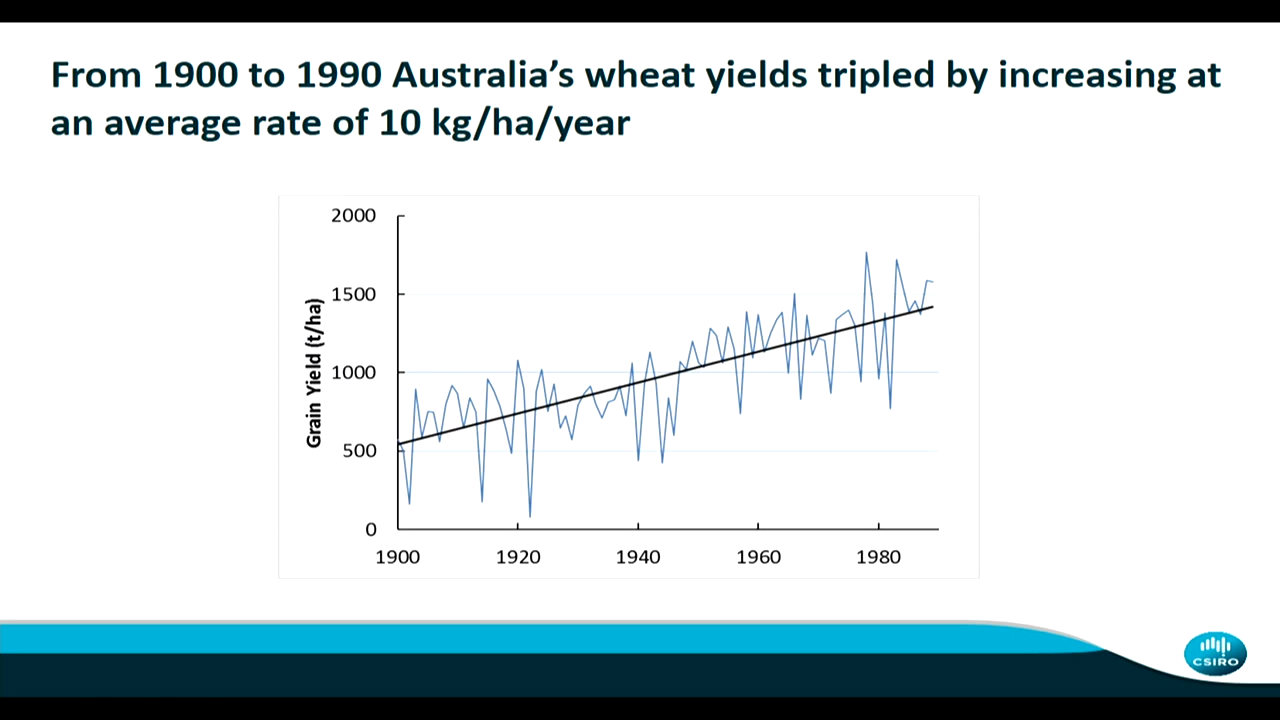 From 1900 to 1990 Australia’s wheat yields tripled by increasing at
an average rate of 10 kg/ha/year
2000
1500
1000
500
0
Grain Yield (t/ha)
1900 1920 1940 1960 1980
CSIRO